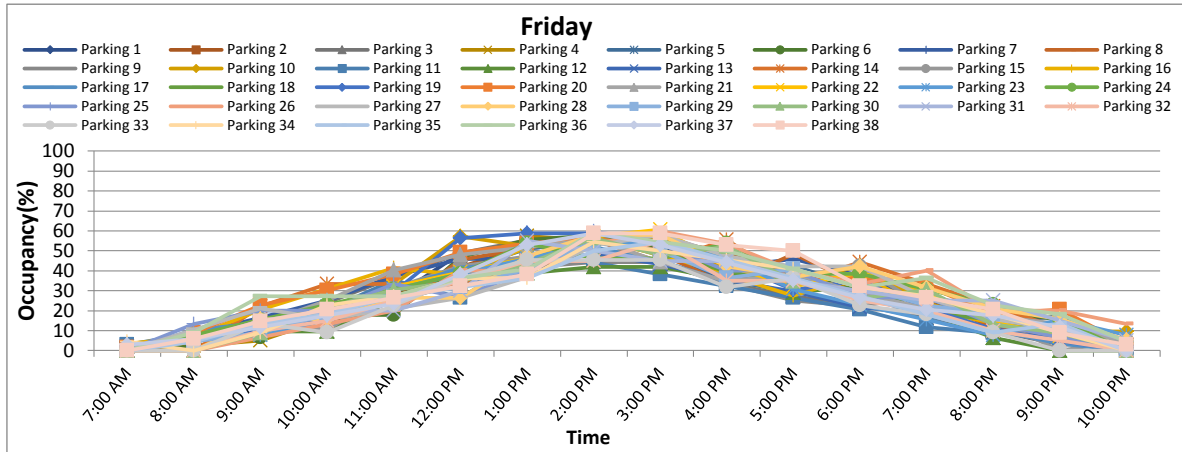 Friday
Parking 1 Parking 2 Parking 3 Parking 4 Parking 5 Parking 6 Parking 7 Parking 8
Parking 9 Parking 10 Parking 11 Parking 12 Parking 13 Parking 14 Parking 15 Parking 16
Parking 17 Parking 18 Parking 19 Parking 20 Parking 21 Parking 22 Parking 23 Parking 24
Parking 25 Parking 26 Parking 27 Parking 28 Parking 29 Parking 30 Parking 31 Parking 32
Parking 33 Parking 34 Parking 35 Parking 36 Parking 37 Parking 38
Occupancy(%)
100
90
80
70
60
50
40
30
20
10
0
7:00 AM 8:00 AM 9:00 AM 10:00 AM 11:00 AM 12:00 PM 1:00 PM 2:00 PM 3:00 PM 4:00 PM 5:00 PM 6:00 PM 7:00 PM 8:00 PM 9:00 PM 10:00 PM
Time